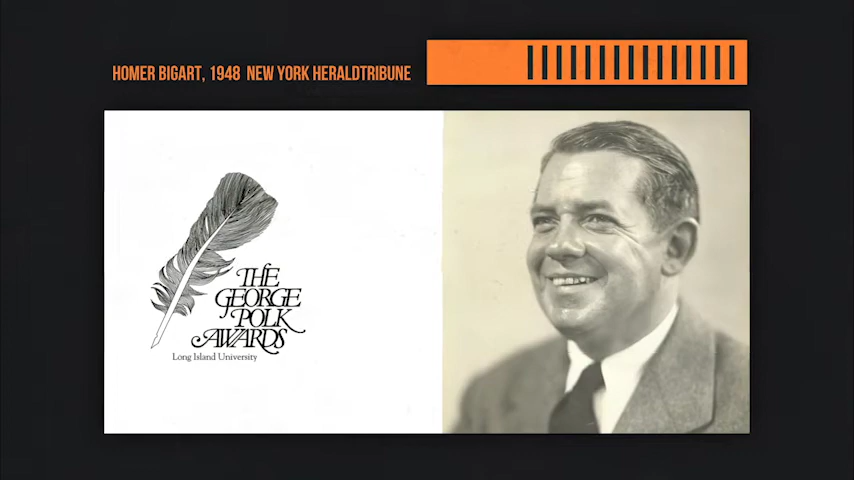 HOMER BIGART, 1948 NEW YORK HERALDTRIBUNE
THE
GEORGE
POLK
AWARDS
Long Island University